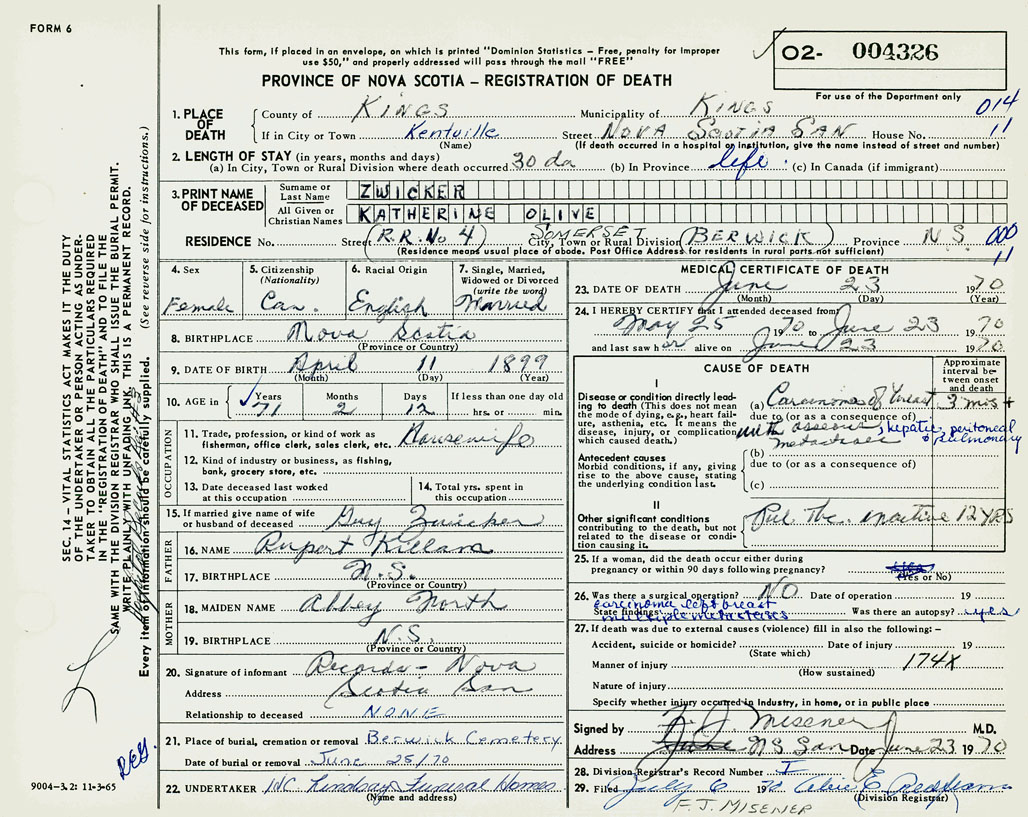 FORM 6
This form, if placed in an envelope, on which is printed "Dominion Statistics – Free, penalty for improper
use $50," and properly addressed will pass through the mail "FREE"
PROVINCE OF NOVA SCOTIA – REGISTRATION OF DEATH
O2- 004326
For use of the Department only
014
11
1. PLACE OF DEATH
County of KINGS Municipality of KINGS
If in City or Town Kentville Street NOVA SCOTIA SAN House No.
(Name) (If death occurred in a hospital or institution, give the name instead of street and number)
2. LENGTH OF STAY (in years, months and days)
(a) In City, Town or Rural Division where death occurred 30 da (b) In Province life (c) In Canada (if immigrant)
3. PRINT NAME OF DECEASED
Surname or Last Name ZWICKER
All Given or Christian Names KATHERINE OLIVE
SOMERSET
RESIDENCE No. Street (R.R. No 4) City, Town or Rural Division (BERWICK) Province N.S. 000
(Residence means usual place of abode. Post Office Address for residents in rural parts not sufficient) 11
4. Sex Female
5. Citizenship (Nationality) Can.
6. Racial Origin English
7. Single, Married, Widowed or Divorced (write the word) Married
8. BIRTHPLACE Nova Scotia
(Province or Country)
9. DATE OF BIRTH April 11 1899
(Month) (Day) (Year)
10. AGE in Years 71 Months 2 Days 12 If less than one day old hrs. or min.
OCCUPATION
11. Trade, profession, or kind of work as fisherman, office clerk, sales clerk, etc. Housewife
12. Kind of industry or business, as fishing, bank, grocery store, etc.
13. Date deceased last worked at this occupation
14. Total yrs. spent in this occupation
15. If married give name of wife or husband of deceased Guy Zwicker
FATHER
16. NAME Rupert Killam
17. BIRTHPLACE N.S.
(Province or Country)
MOTHER
18. MAIDEN NAME Abbey North
19. BIRTHPLACE N.S.
(Province or Country)
20. Signature of informant Records – Nova
Address Scotia San
Relationship to deceased NONE
21. Place of burial, cremation or removal Berwick Cemetery
Date of burial or removal June 25/70
22. UNDERTAKER Lindsay Funeral Homes
(Name and address)
MEDICAL CERTIFICATE OF DEATH
23. DATE OF DEATH June 23 1970
(Month) (Day) (Year)
24. I HEREBY CERTIFY that I attended deceased from
May 25 1970 to June 23 1970
and last saw her alive on June 23 1970
CAUSE OF DEATH
Approximate interval between onset and death
I
Disease or condition directly leading to death (This does not mean the mode of dying, e.g., heart failure, asthenia, etc. It means the disease, injury, or complication which caused death.)
(a) Carcinoma of breast 3 mos +
due to (or as a consequence of)
with osseous, hepatic, peritoneal
metastases & pulmonary
Antecedent causes
Morbid conditions, if any, giving rise to the above cause, stating the underlying condition last.
(b)
due to (or as a consequence of)
(c)
II
Other significant conditions contributing to the death, but not related to the disease or condition causing it.
Pul. Tbc. inactive 12 YRS
25. If a woman, did the death occur either during pregnancy or within 90 days following pregnancy?
(Yes or No)
26. Was there a surgical operation? NO Date of operation 19
carcinoma left breast
State findings: multiple metastases Was there an autopsy? yes
27. If death was due to external causes (violence) fill in also the following: –
Accident, suicide or homicide? Date of injury 19
(State which)
Manner of injury 174X
(How sustained)
Nature of injury
Specify whether injury occurred in Industry, in home, or in public place
Signed by F. J. Misener M.D.
Address NS San Date June 23 1970
28. Division Registrar's Record Number I
29. Filed July 6 19
(Division Registrar)
F.J. MISENER
SEC. 14 – VITAL STATISTICS ACT MAKES IT THE DUTY
OF THE UNDERTAKER OR PERSON ACTING AS UNDER-
TAKER TO OBTAIN ALL THE PARTICULARS REQUIRED
IN THE "REGISTRATION OF DEATH" AND TO FILE THE
SAME WITH THE DIVISION REGISTRAR WHO SHALL ISSUE THE BURIAL PERMIT.
WRITE PLAINLY WITH UNFADING INK. THIS IS A PERMANENT RECORD.
Every item of information should be carefully supplied. (See reverse side for instructions.)
REG.
9004-3.2: 11-3-65